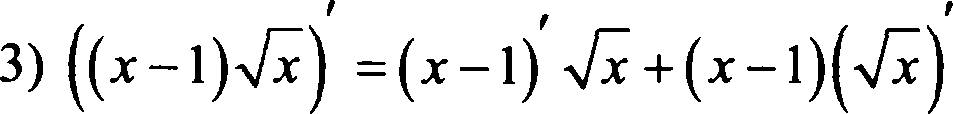 3) ((x−1)√x)′ = (x−1)′ √x + (x−1)(√x)′